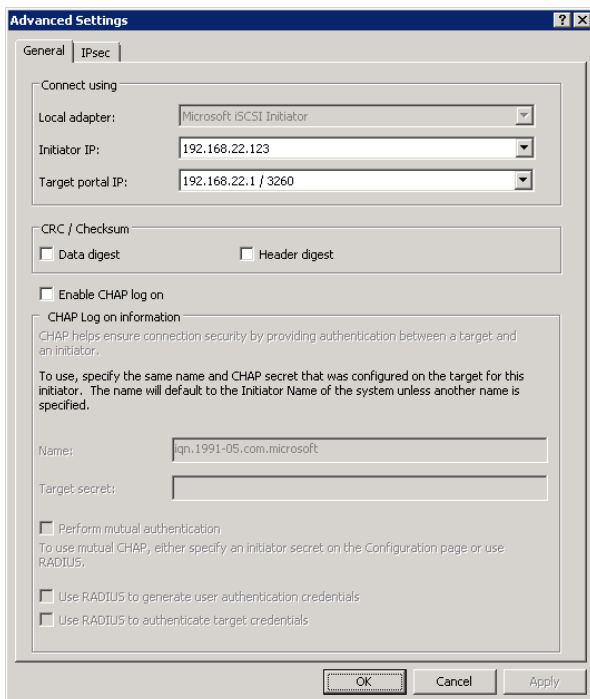 Advanced Settings
General
IPsec
Connect using
Local adapter:
Microsoft iSCSI Initiator
Initiator IP:
192.168.22.123
Target portal IP:
192.168.22.1 / 3260
CRC / Checksum
Data digest
Header digest
Enable CHAP log on
CHAP Log on information
CHAP helps ensure connection security by providing authentication between a target and
an initiator.
To use, specify the same name and CHAP secret that was configured on the target for this
initiator. The name will default to the Initiator Name of the system unless another name is
specified.
Name:
iqn.1991-05.com.microsoft
Target secret:
Perform mutual authentication
To use mutual CHAP, either specify an initiator secret on the Configuration page or use
RADIUS.
Use RADIUS to generate user authentication credentials
Use RADIUS to authenticate target credentials
OK
Cancel
Apply